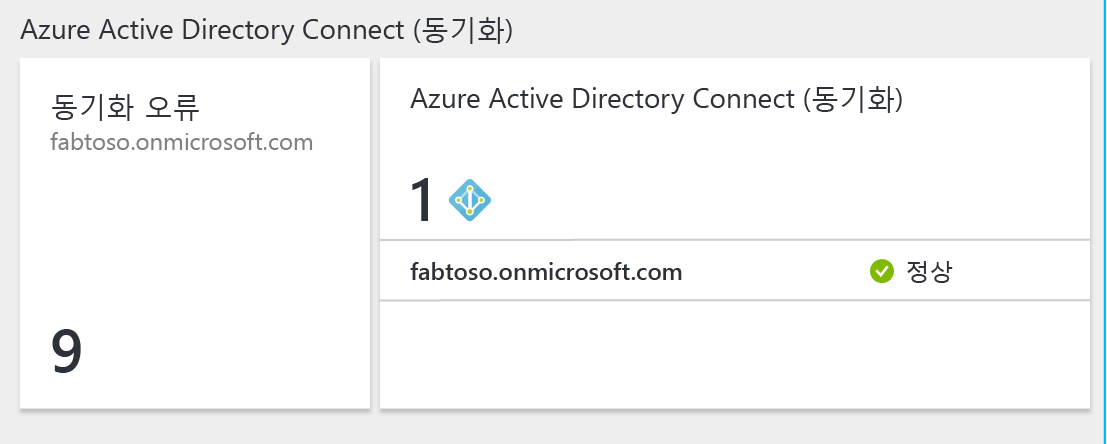 Azure Active Directory Connect (동기화)
동기화 오류
fabtoso.onmicrosoft.com
9
Azure Active Directory Connect (동기화)
1
fabtoso.onmicrosoft.com 정상